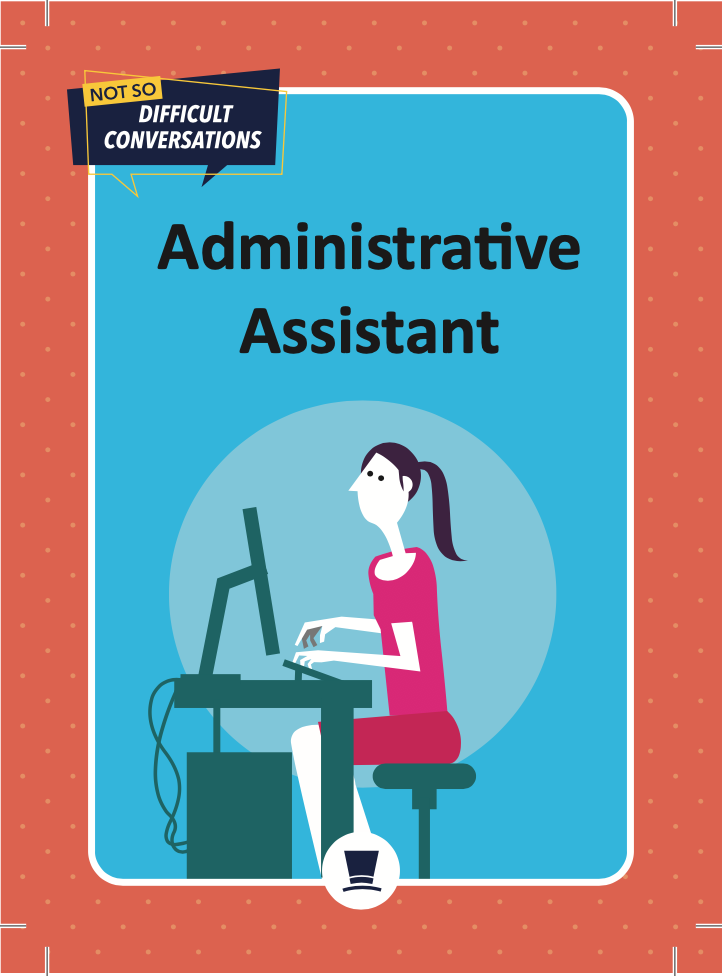 NOT SO
DIFFICULT
CONVERSATIONS
Administrative
Assistant